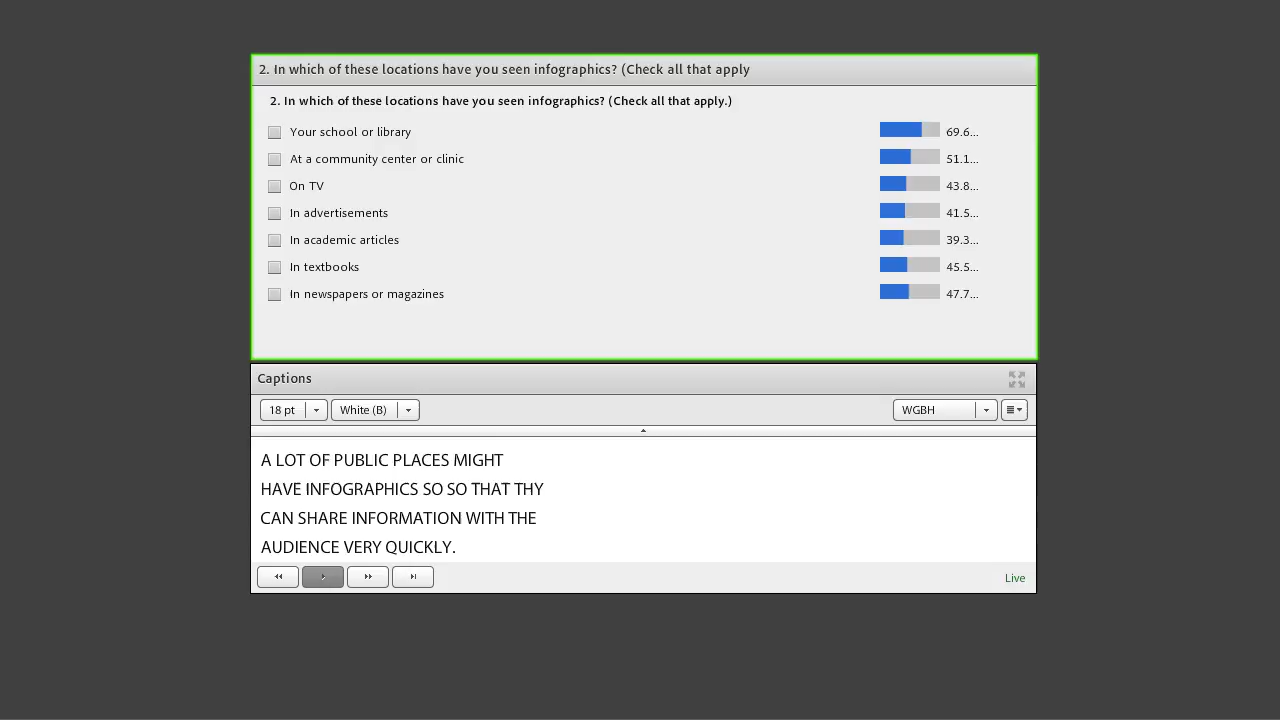 2. In which of these locations have you seen infographics? (Check all that apply
2. In which of these locations have you seen infographics? (Check all that apply.)
Your school or library 69.6...
At a community center or clinic 51.1...
On TV 43.8...
In advertisements 41.5...
In academic articles 39.3...
In textbooks 45.5...
In newspapers or magazines 47.7...
Captions
18 pt White (B) WGBH
A LOT OF PUBLIC PLACES MIGHT
HAVE INFOGRAPHICS SO SO THAT THY
CAN SHARE INFORMATION WITH THE
AUDIENCE VERY QUICKLY.
Live